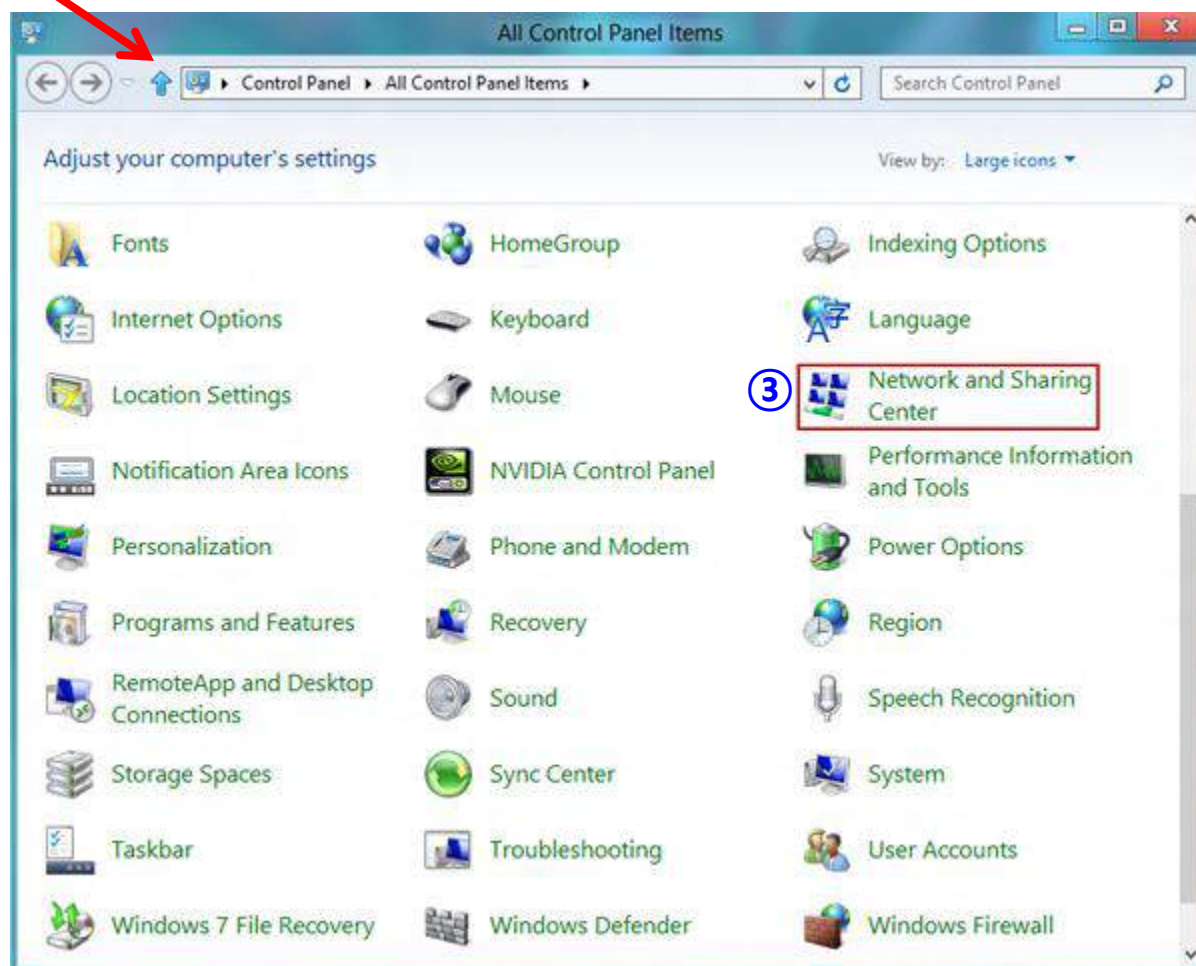 All Control Panel Items
Control Panel All Control Panel Items
Search Control Panel
Adjust your computer's settings
View by: Large icons
Fonts
HomeGroup
Indexing Options
Internet Options
Keyboard
Language
Location Settings
Mouse
③
Network and Sharing
Center
Notification Area Icons
NVIDIA Control Panel
Performance Information
and Tools
Personalization
Phone and Modem
Power Options
Programs and Features
Recovery
Region
RemoteApp and Desktop
Connections
Sound
Speech Recognition
Storage Spaces
Sync Center
System
Taskbar
Troubleshooting
User Accounts
Windows 7 File Recovery
Windows Defender
Windows Firewall